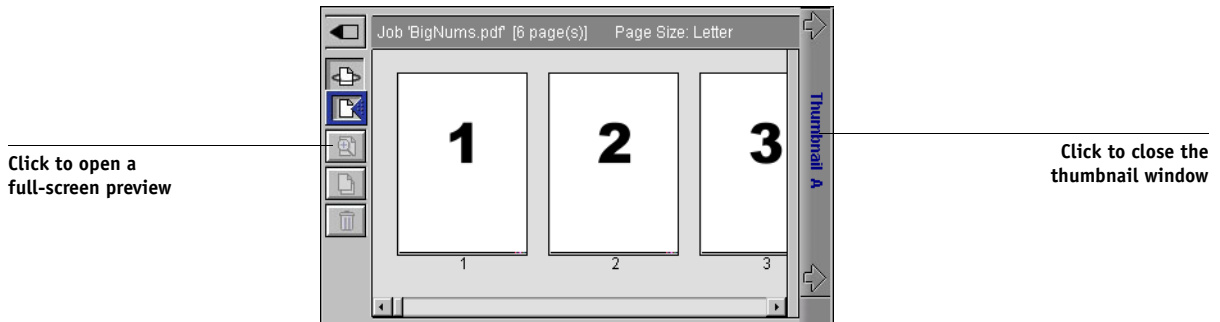 Job 'BigNums.pdf' [6 page(s)] Page Size: Letter
1 2 3
1 2 3
Thumbnail A
Click to open a
full-screen preview
Click to close the
thumbnail window